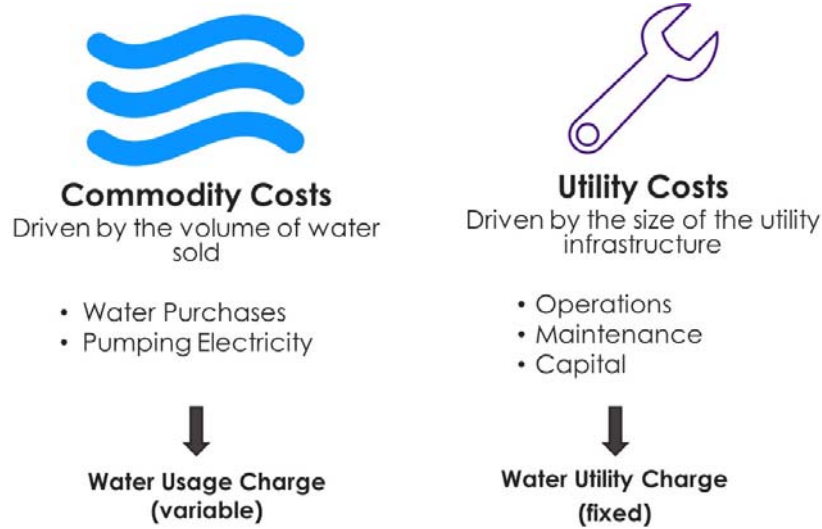 Commodity Costs
Driven by the volume of water
sold
• Water Purchases
• Pumping Electricity
Water Usage Charge
(variable)
Utility Costs
Driven by the size of the utility
infrastructure
• Operations
• Maintenance
• Capital
Water Utility Charge
(fixed)